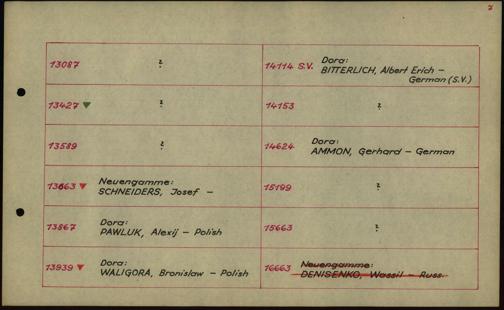 2
13087 ?
13427 ?
13589 ?
13663 Neuengamme:
SCHNEIDERS, Josef –
13867 Dora:
PAWLUK, Alexij – Polish
13939 Dora:
WALIGORA, Bronislaw – Polish
14114 S.V. Dora:
BITTERLICH, Albert Erich –
German (S.V.)
14153 ?
14624 Dora:
AMMON, Gerhard – German
15199 ?
15663 ?
16663 Neuengamme:
DENISENKO, Wassil – Russ.